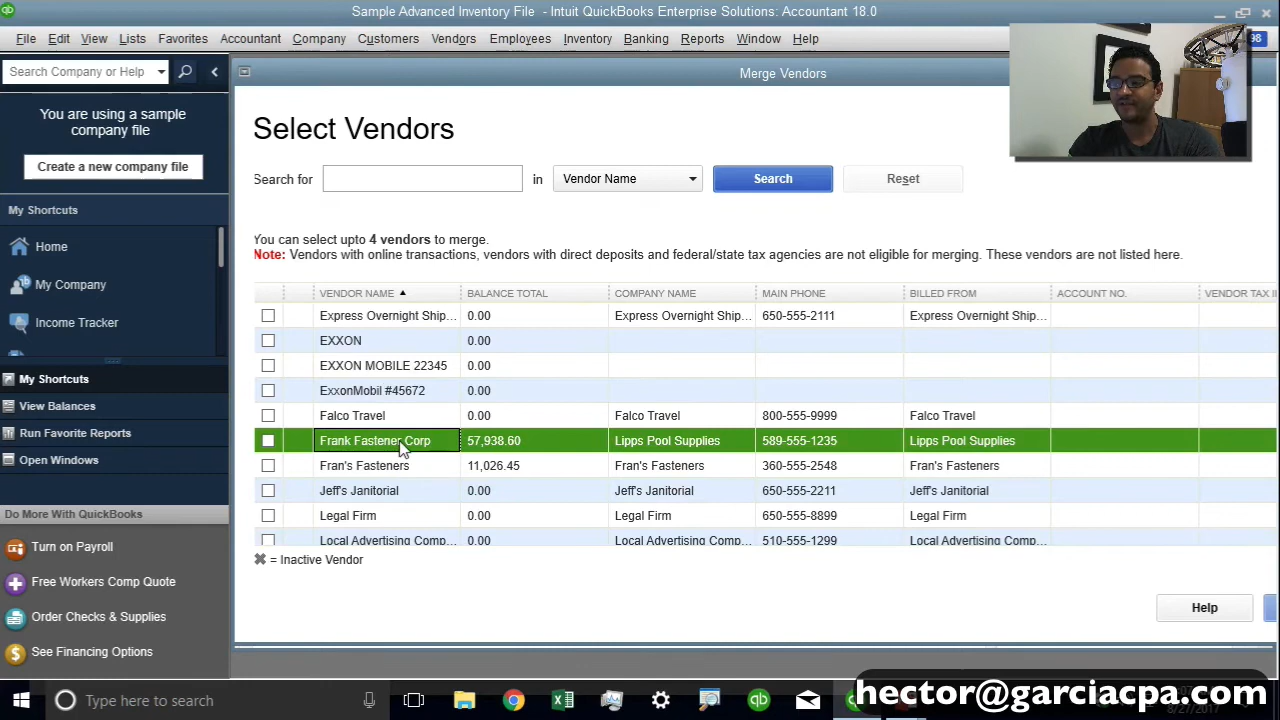 Sample Advanced Inventory File - Intuit QuickBooks Enterprise Solutions: Accountant 18.0
File Edit View Lists Favorites Accountant Company Customers Vendors Employees Inventory Banking Reports Window Help 98
Search Company or Help
You are using a sample
company file
Create a new company file
My Shortcuts
Home
My Company
Income Tracker
My Shortcuts
View Balances
Run Favorite Reports
Open Windows
Do More With QuickBooks
Turn on Payroll
Free Workers Comp Quote
Order Checks & Supplies
See Financing Options
Merge Vendors
Select Vendors
Search for in Vendor Name Search Reset
You can select upto 4 vendors to merge.
Note: Vendors with online transactions, vendors with direct deposits and federal/state tax agencies are not eligible for merging. These vendors are not listed here.
VENDOR NAME BALANCE TOTAL COMPANY NAME MAIN PHONE BILLED FROM ACCOUNT NO. VENDOR TAX I
Express Overnight Ship... 0.00 Express Overnight Ship... 650-555-2111 Express Overnight Ship...
EXXON 0.00
EXXON MOBILE 22345 0.00
ExxonMobil #45672 0.00
Falco Travel 0.00 Falco Travel 800-555-9999 Falco Travel
Frank Fastener Corp 57,938.60 Lipps Pool Supplies 589-555-1235 Lipps Pool Supplies
Fran's Fasteners 11,026.45 Fran's Fasteners 360-555-2548 Fran's Fasteners
Jeff's Janitorial 0.00 Jeff's Janitorial 650-555-2211 Jeff's Janitorial
Legal Firm 0.00 Legal Firm 650-555-8899 Legal Firm
Local Advertising Comp... 0.00 Local Advertising Comp... 510-555-1299 Local Advertising Comp...
= Inactive Vendor
Help
Type here to search
hector@garciacpa.com